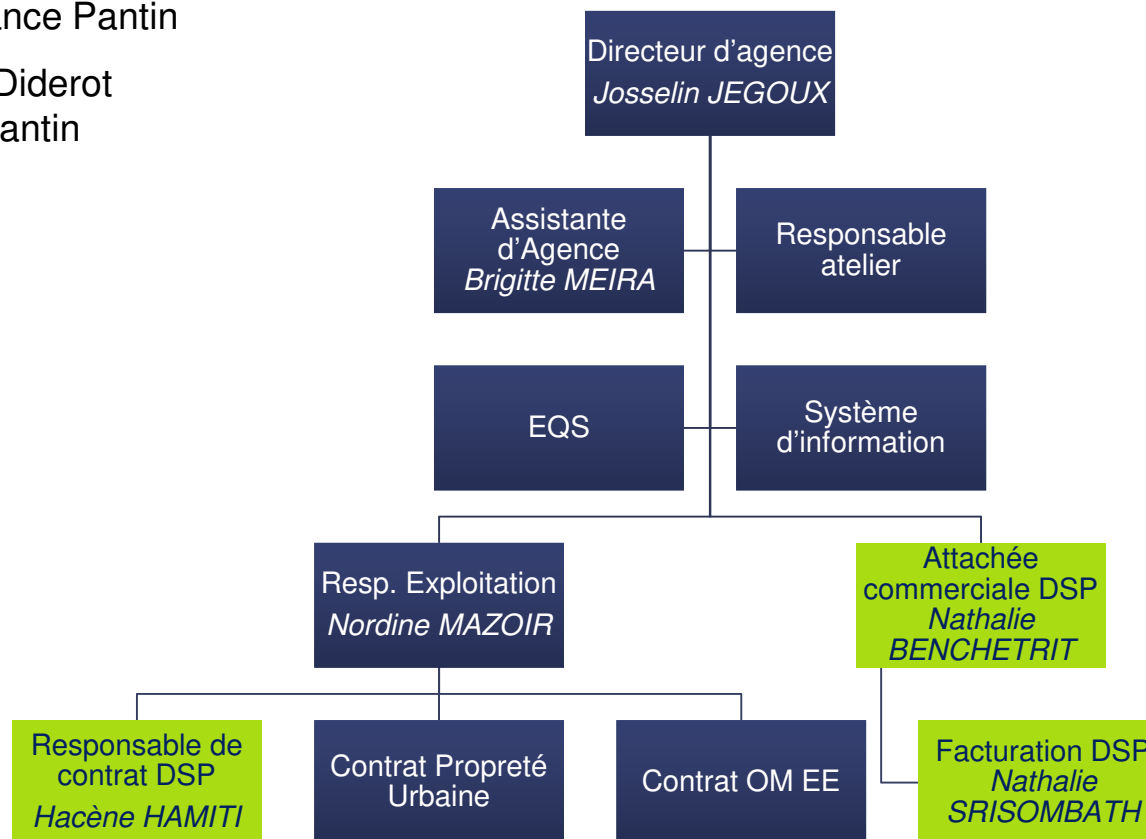 ance Pantin
Diderot
antin
Directeur d’agence
Josselin JEGOUX
Assistante
d’Agence
Brigitte MEIRA
Responsable
atelier
EQS
Système
d’information
Resp. Exploitation
Nordine MAZOIR
Attachée
commerciale DSP
Nathalie
BENCHETRIT
Responsable de
contrat DSP
Hacène HAMITI
Contrat Propreté
Urbaine
Contrat OM EE
Facturation DSP
Nathalie
SRISOMBATH